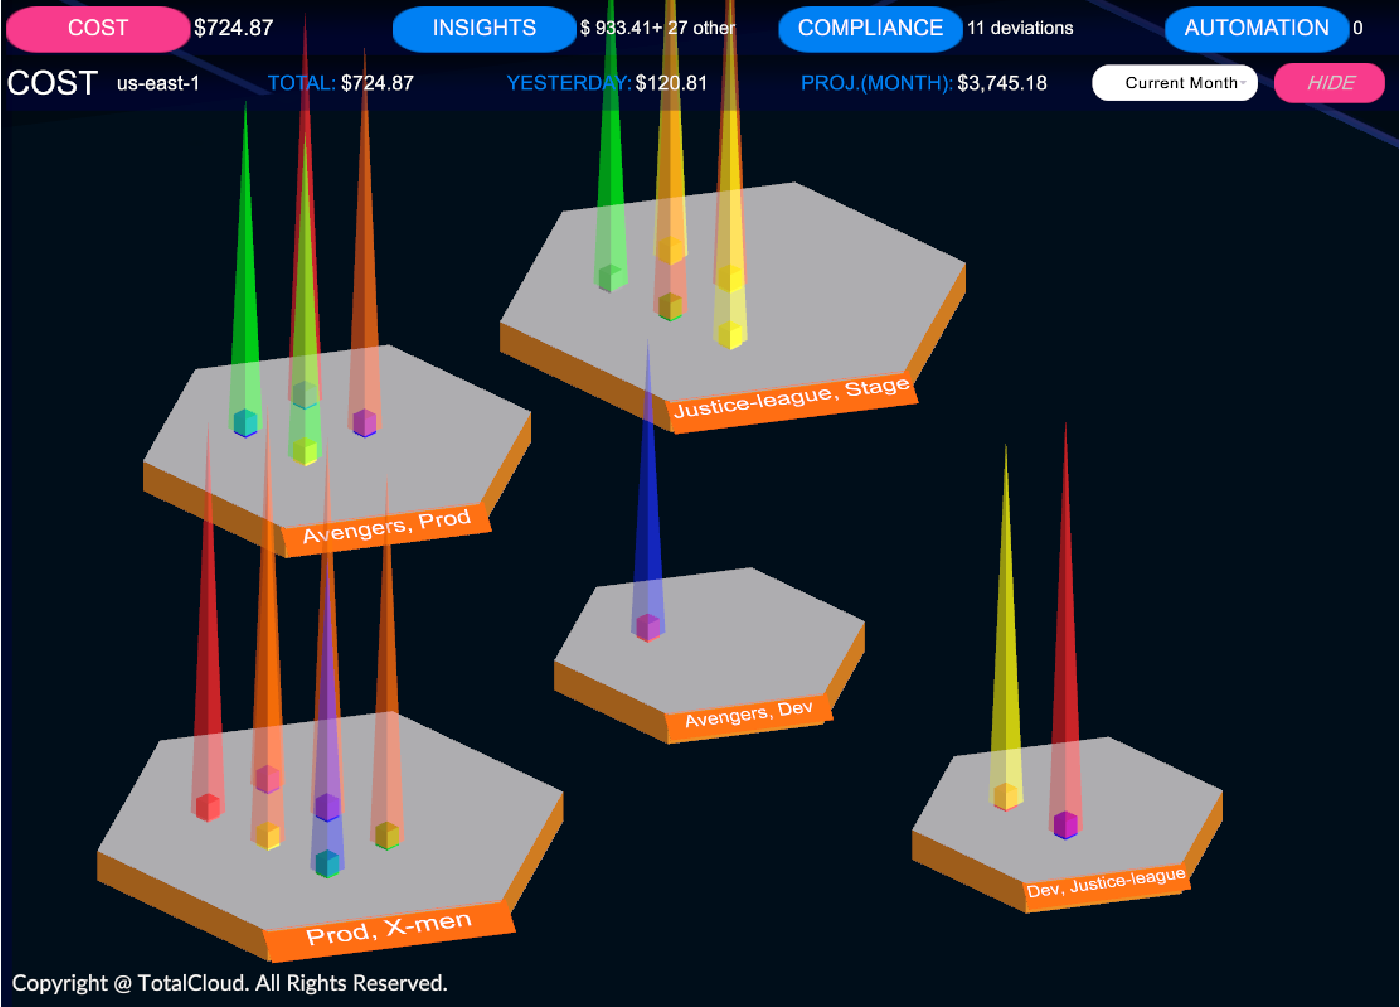 COST $724.87 INSIGHTS $ 933.41+ 27 other COMPLIANCE 11 deviations AUTOMATION 0
COST us-east-1 TOTAL: $724.87 YESTERDAY: $120.81 PROJ.(MONTH): $3,745.18 Current Month HIDE
Justice-league, Stage
Avengers, Prod
Avengers, Dev
Dev, Justice-league
Prod, X-men
Copyright @ TotalCloud. All Rights Reserved.